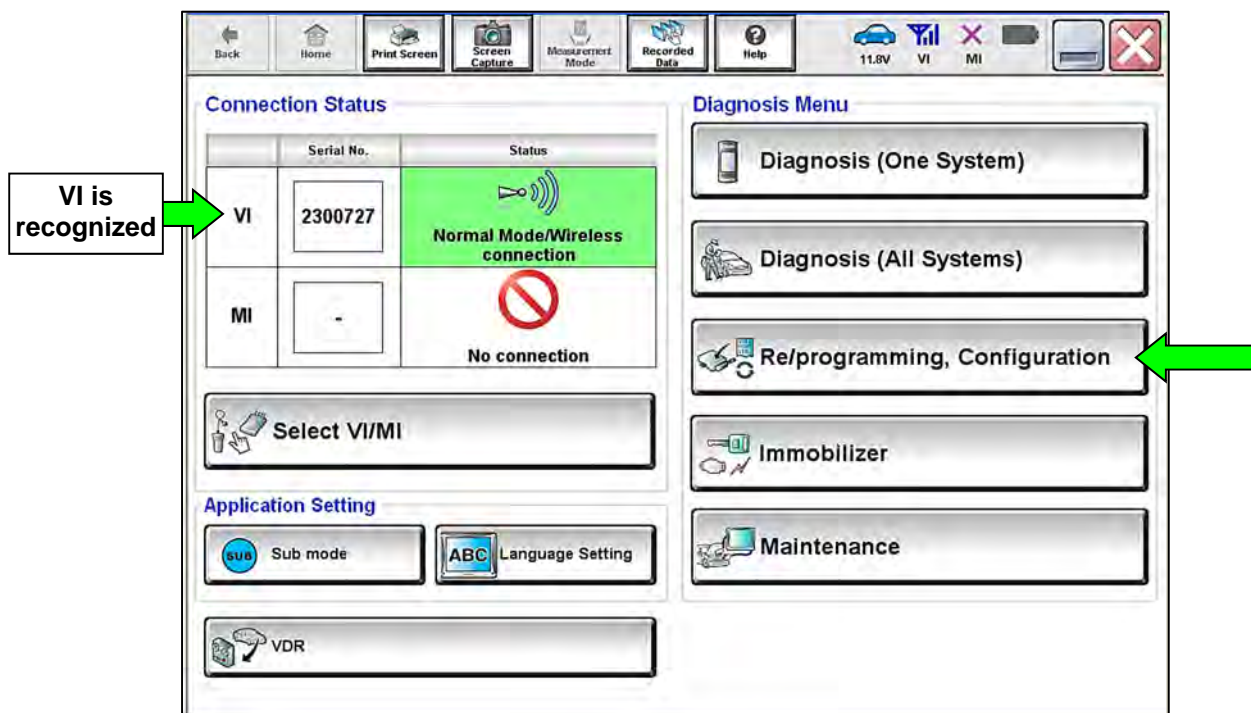 Back
Home
Print Screen
Screen
Capture
Measurement
Mode
Recorded
Data
Help
11.8V
VI
MI
Connection Status
Serial No.
Status
VI
2300727
Normal Mode/Wireless
connection
MI
-
No connection
VI is
recognized
Select VI/MI
Application Setting
SUB
Sub mode
ABC
Language Setting
VDR
Diagnosis Menu
Diagnosis (One System)
Diagnosis (All Systems)
Re/programming, Configuration
Immobilizer
Maintenance